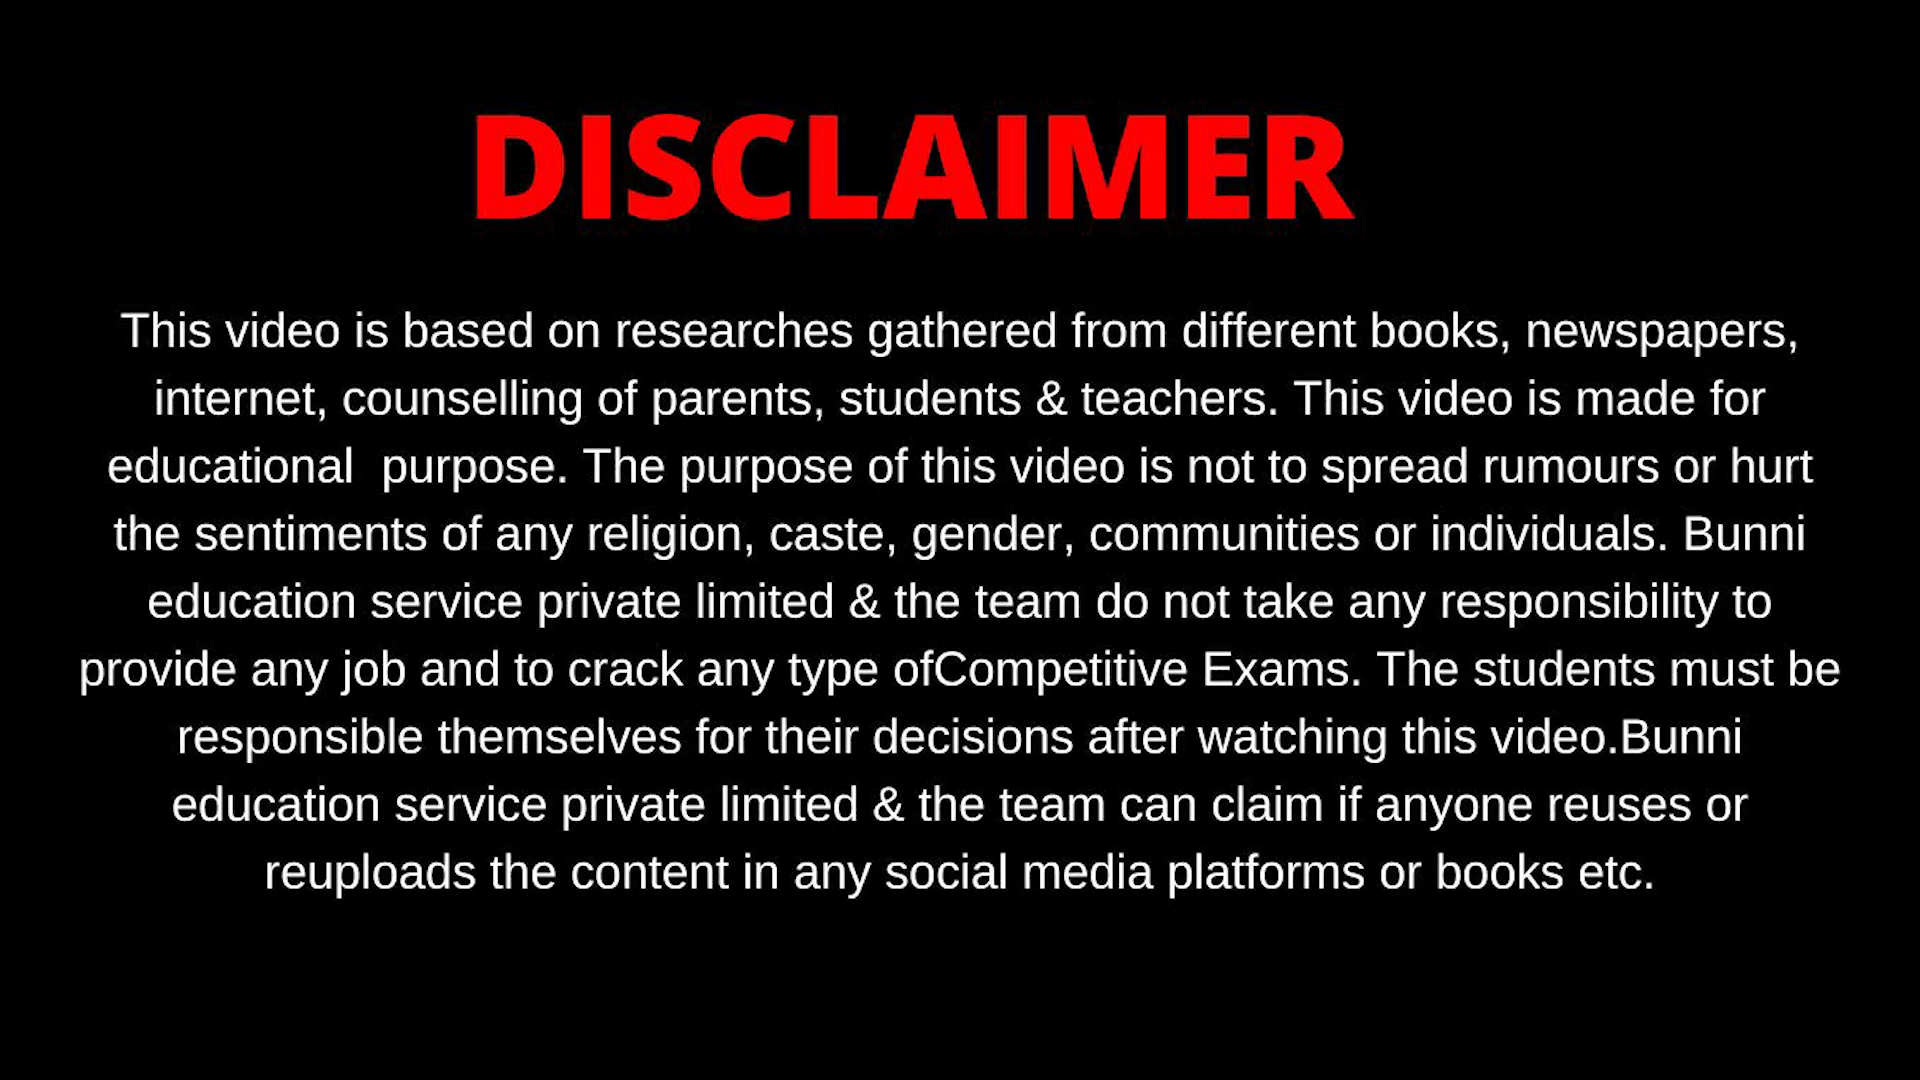 DISCLAIMER
This video is based on researches gathered from different books, newspapers,
internet, counselling of parents, students & teachers. This video is made for
educational  purpose. The purpose of this video is not to spread rumours or hurt
the sentiments of any religion, caste, gender, communities or individuals. Bunni
education service private limited & the team do not take any responsibility to
provide any job and to crack any type ofCompetitive Exams. The students must be
responsible themselves for their decisions after watching this video.Bunni
education service private limited & the team can claim if anyone reuses or
reuploads the content in any social media platforms or books etc.